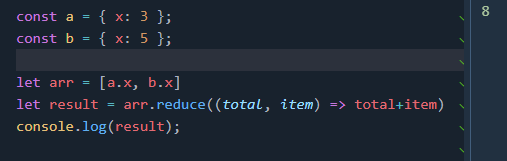 const a = { x: 3 };
const b = { x: 5 };
let arr = [a.x, b.x]
let result = arr.reduce((total, item) => total+item)
console.log(result);
8